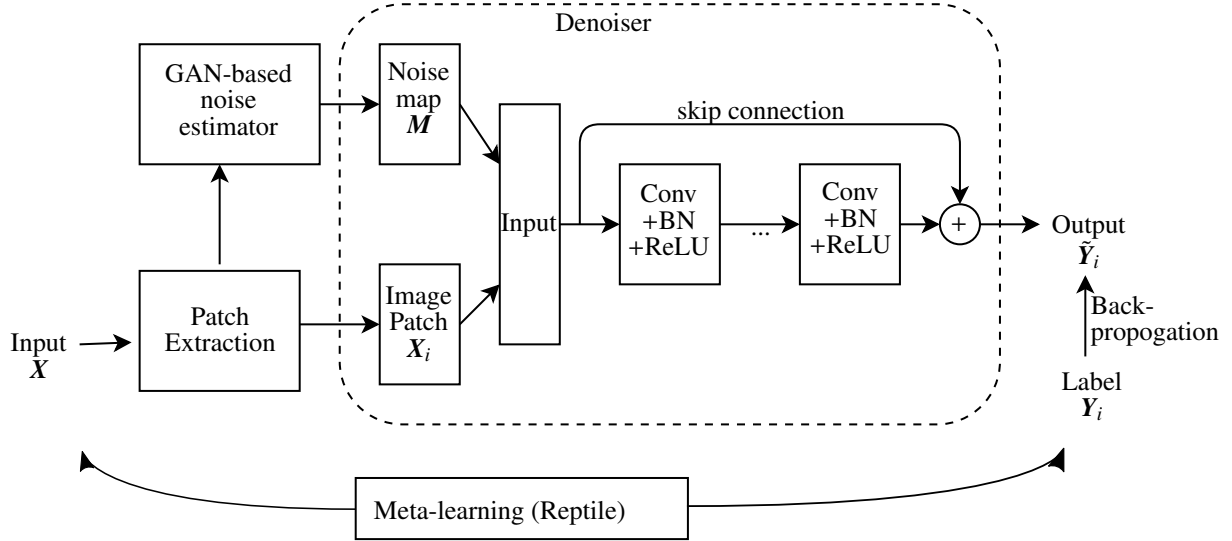 Denoiser
GAN-based
noise
estimator
Noise
map
M
skip connection
Input
Conv
+BN
+ReLU
...
Conv
+BN
+ReLU
+
Output
Ỹi
Patch
Extraction
Image
Patch
Xi
Input
X
Back-
propogation
Label
Yi
Meta-learning (Reptile)